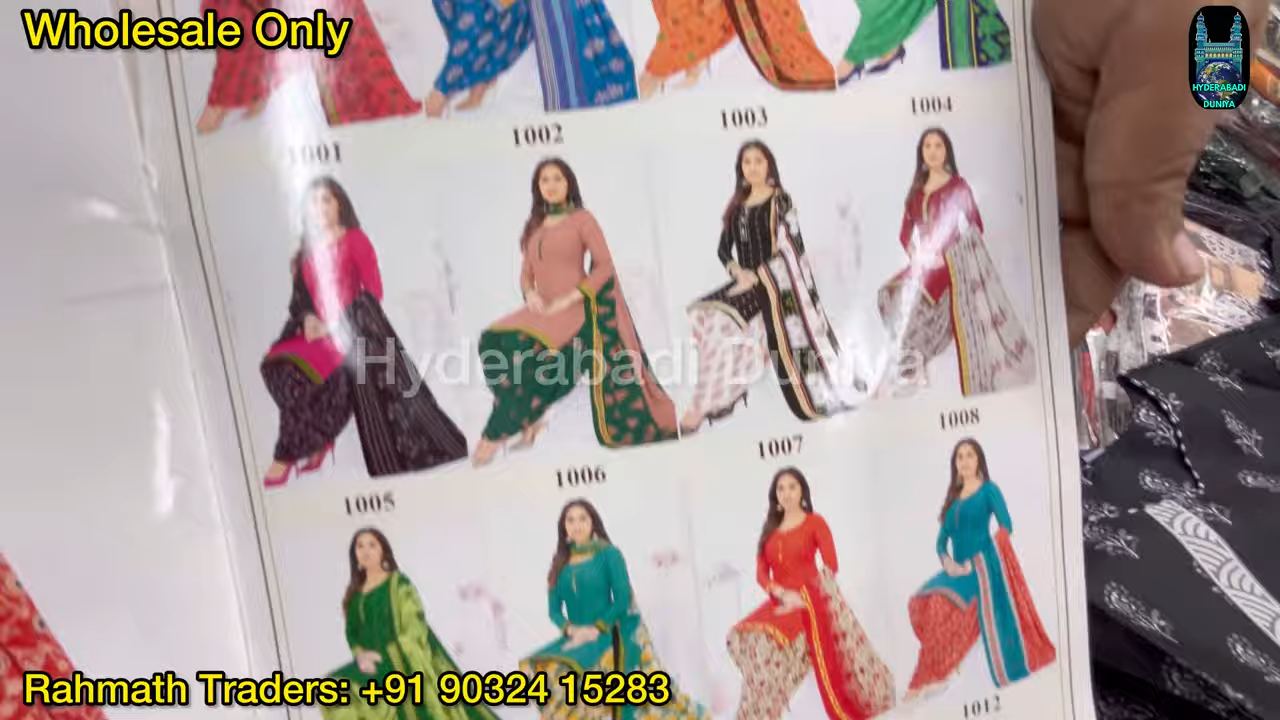 Wholesale Only
HYDERABADI
DUNIYA
1001
1002
1003
1004
Hyderabadi Duniya
1005
1006
1007
1008
1012
Rahmath Traders: +91 90324 15283